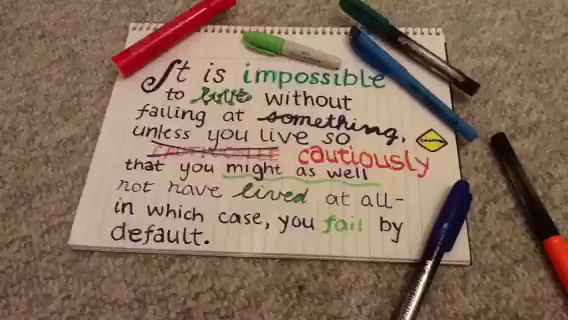 It is impossible
to live without
failing at something,
unless you live so
cautiously
that you might as well
not have lived at all-
in which case, you fail by
default.